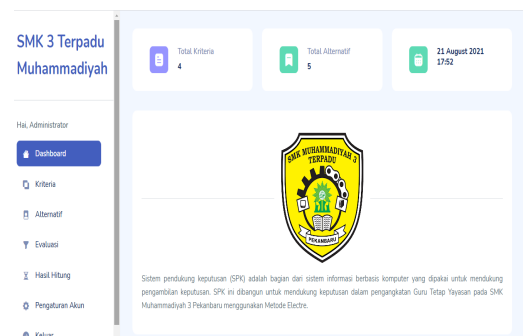 SMK 3 Terpadu
Muhammadiyah
Hai, Administrator
Dashboard
Kriteria
Alternatif
Evaluasi
Hasil Hitung
Pengaturan Akun
Keluar
Total Kriteria
4
Total Alternatif
5
21 August 2021
17:52
SMK MUHAMMADIYAH 3
TERPADU
PEKANBARU
Sistem pendukung keputusan (SPK) adalah bagian dari sistem informasi berbasis komputer yang dipakai untuk mendukung
pengambilan keputusan. SPK ini dibangun untuk mendukung keputusan dalam pengangkatan Guru Tetap Yayasan pada SMK
Muhammadiyah 3 Pekanbaru menggunakan Metode Electre.